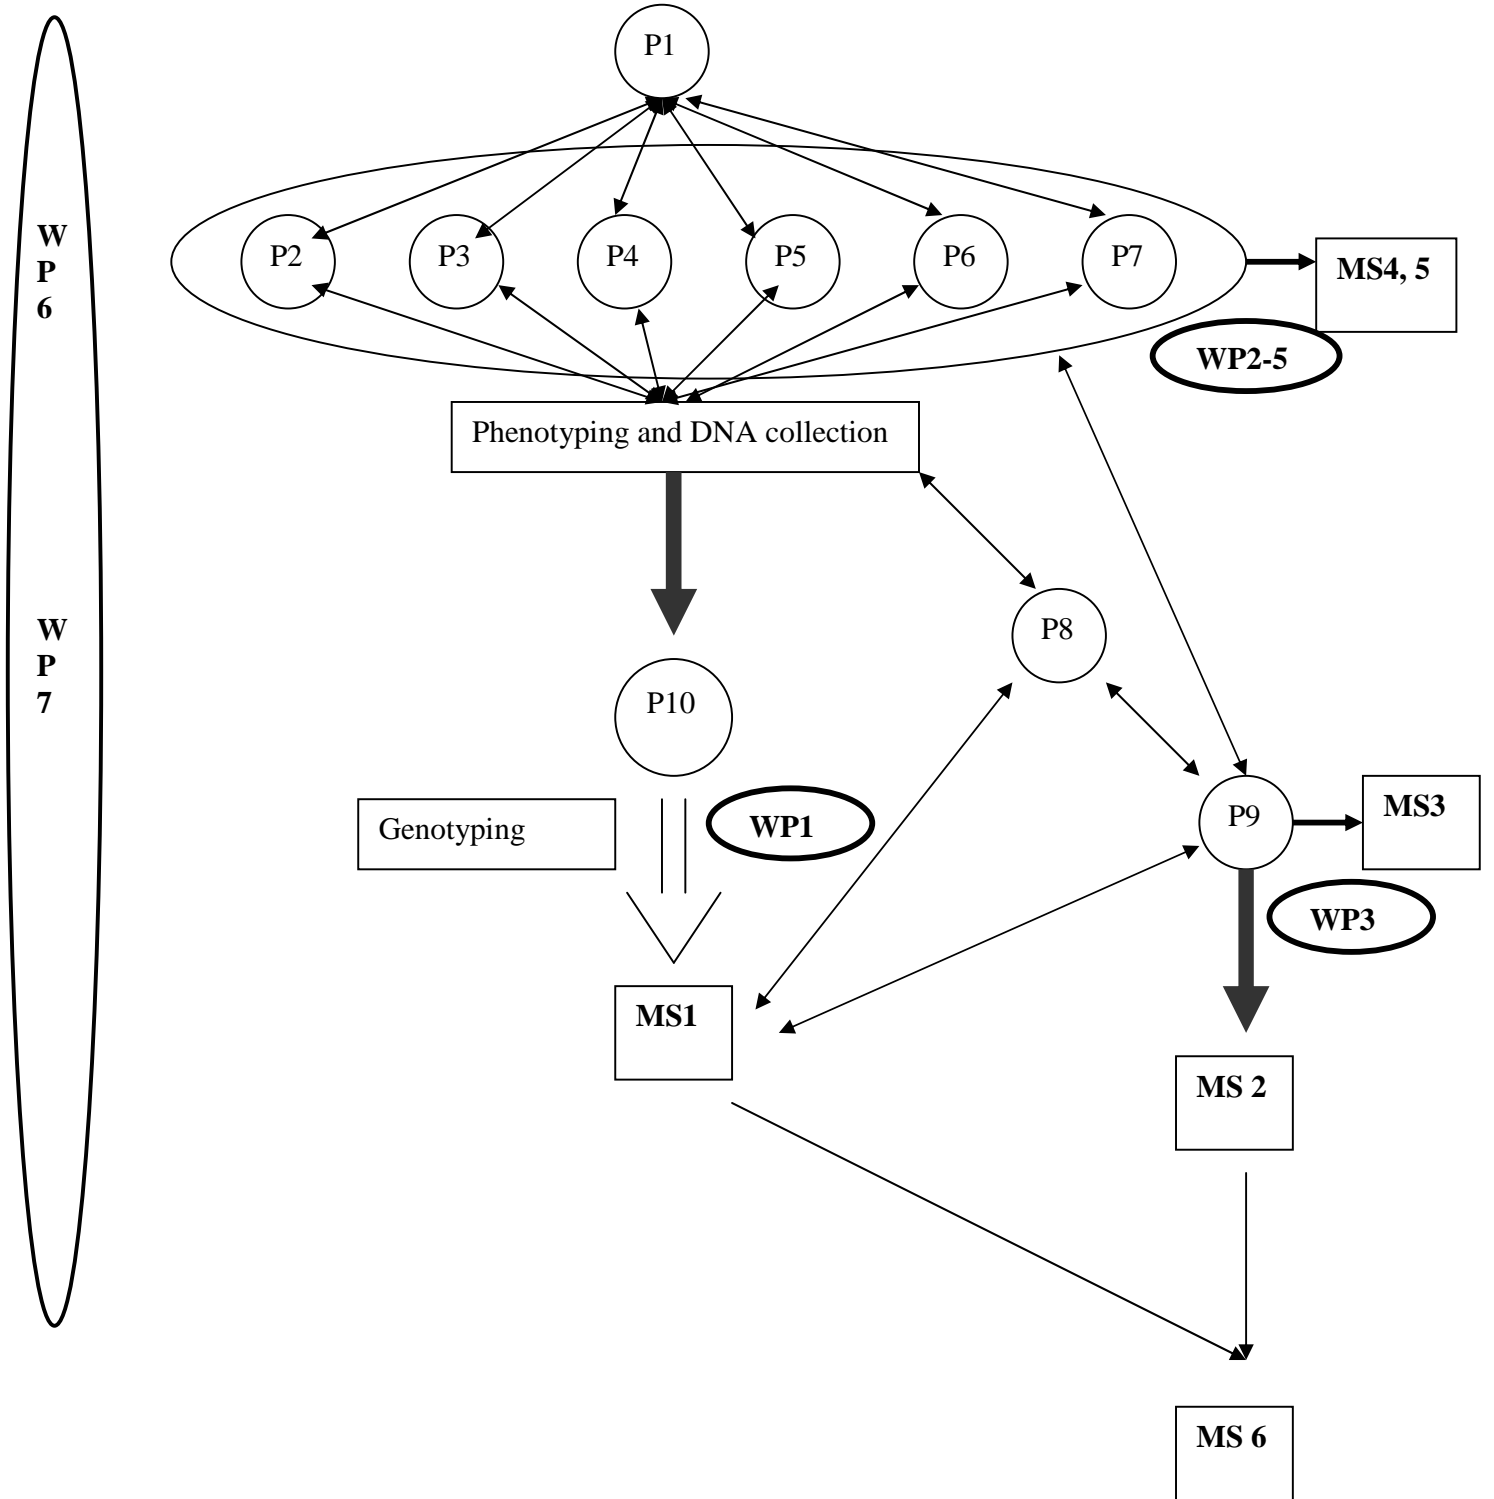 P1
W
P
6
P2
P3
P4
P5
P6
P7
MS4, 5
WP2-5
Phenotyping and DNA collection
W
P
7
P8
P10
Genotyping
WP1
P9
MS3
WP3
MS1
MS 2
MS 6